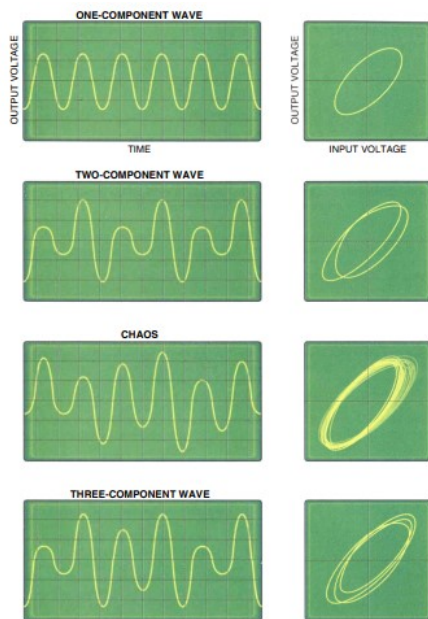 ONE-COMPONENT WAVE
OUTPUT VOLTAGE
OUTPUT VOLTAGE
TIME
INPUT VOLTAGE
TWO-COMPONENT WAVE
CHAOS
THREE-COMPONENT WAVE